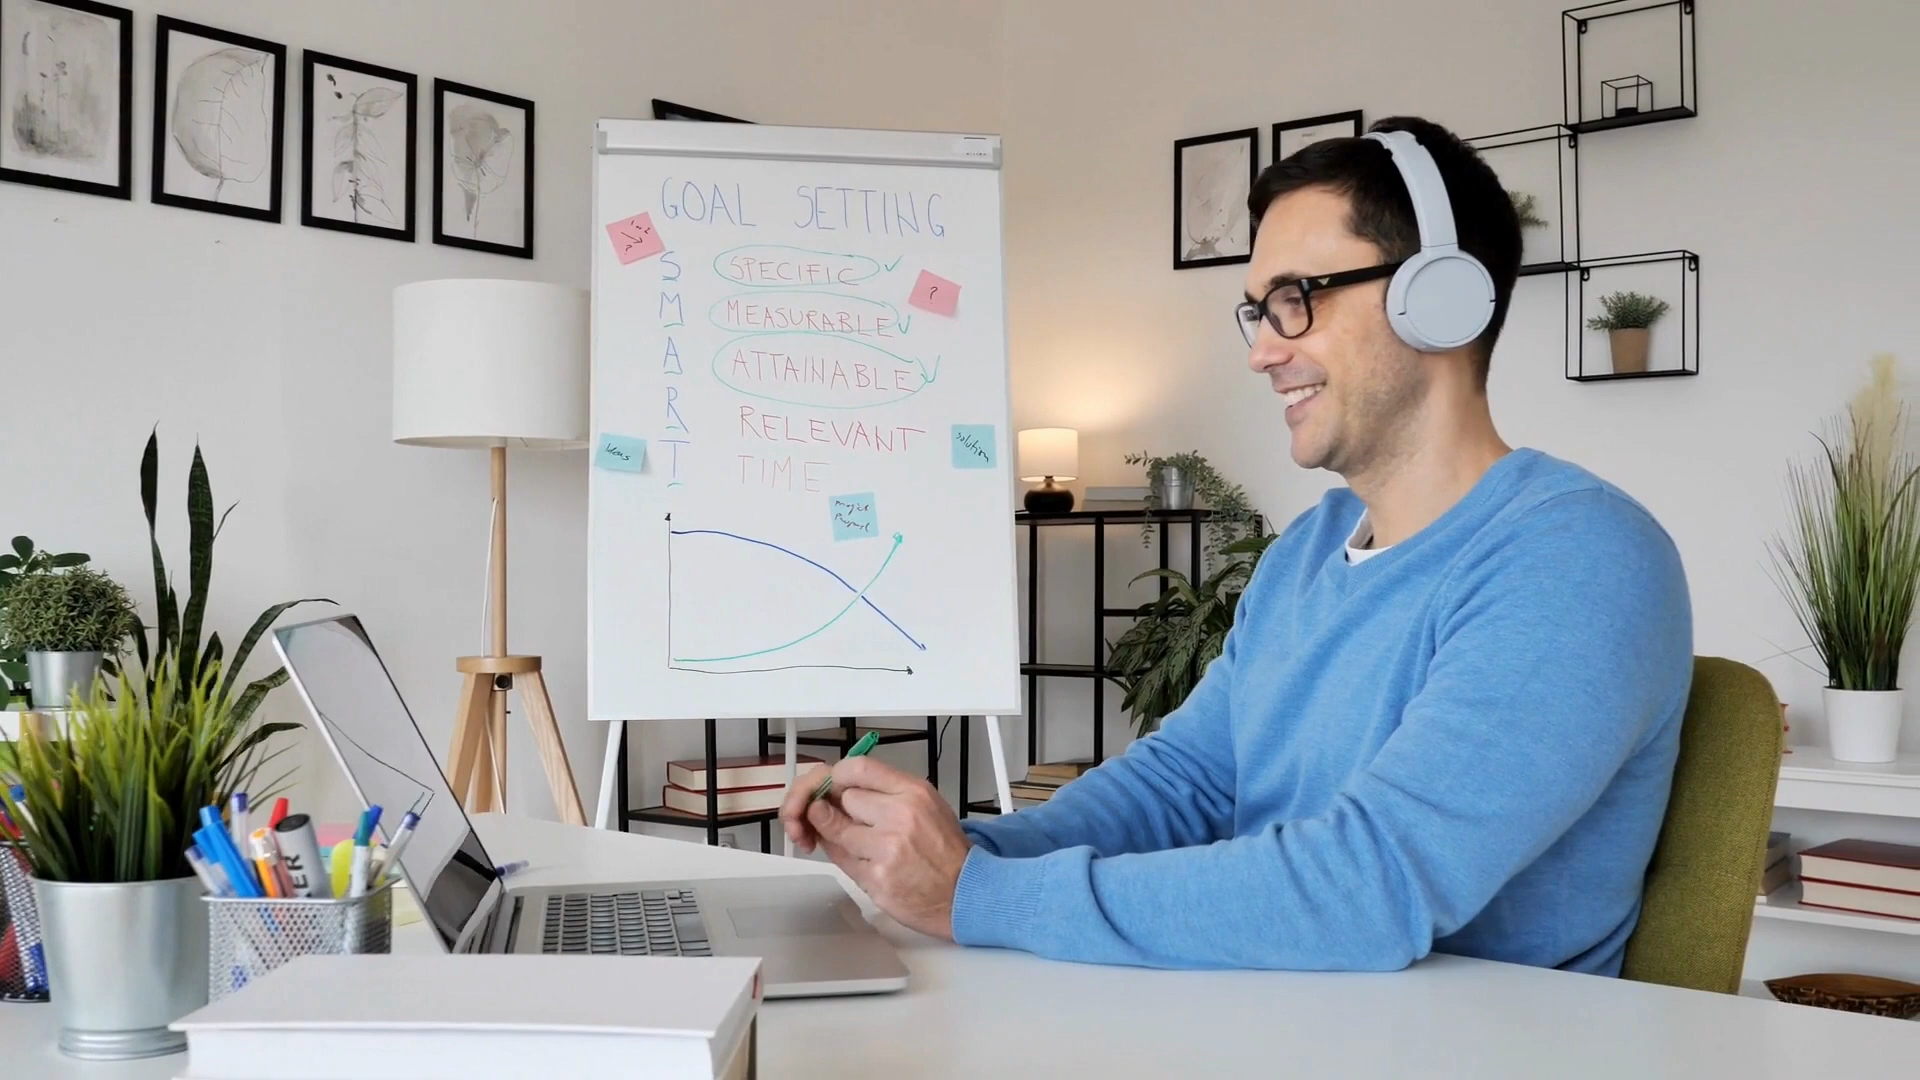 GOAL SETTING
S SPECIFIC
?
M MEASURABLE
A ATTAINABLE
R RELEVANT
Ideas
solution
T TIME